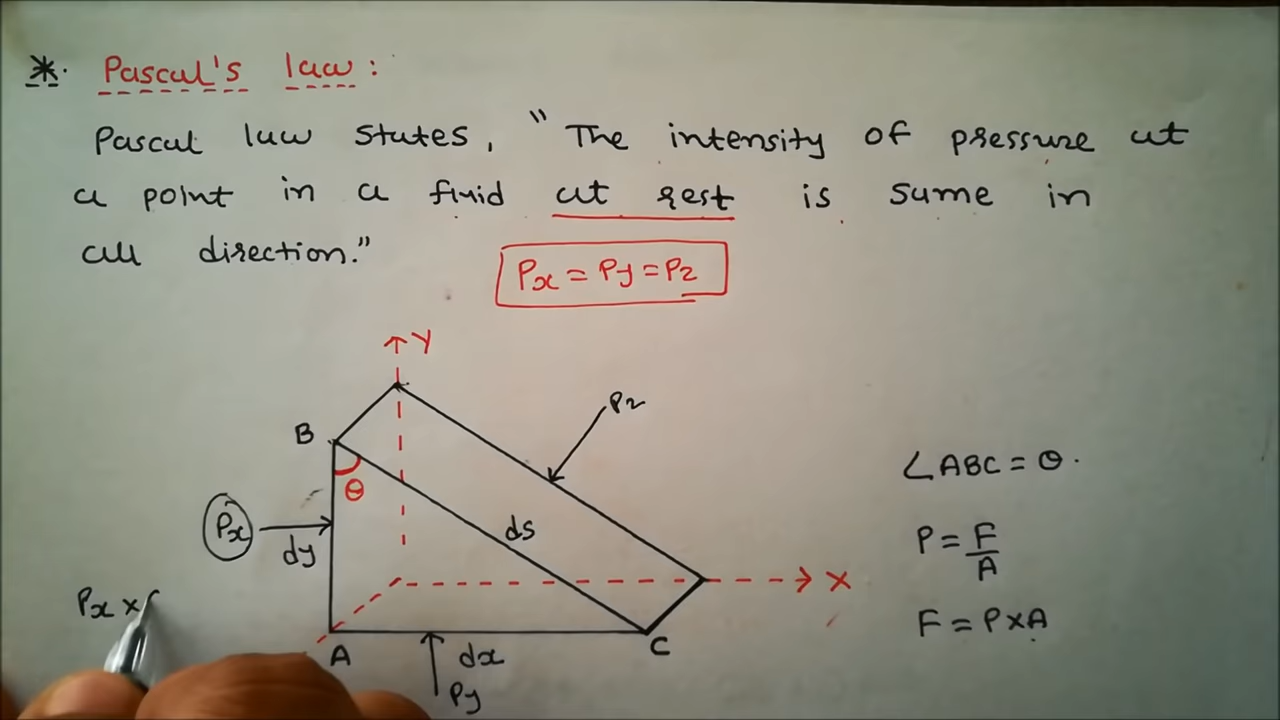 *. Pascal's law:
Pascal law states, "The intensity of pressure at
a point in a fluid at rest is same in
all direction."
Px = Py = Pz
Y
Pz
B
θ
∠ABC = θ.
Px
dy
ds
P = F/A
X
Px ×
F = P×A
A
dx
C
Py